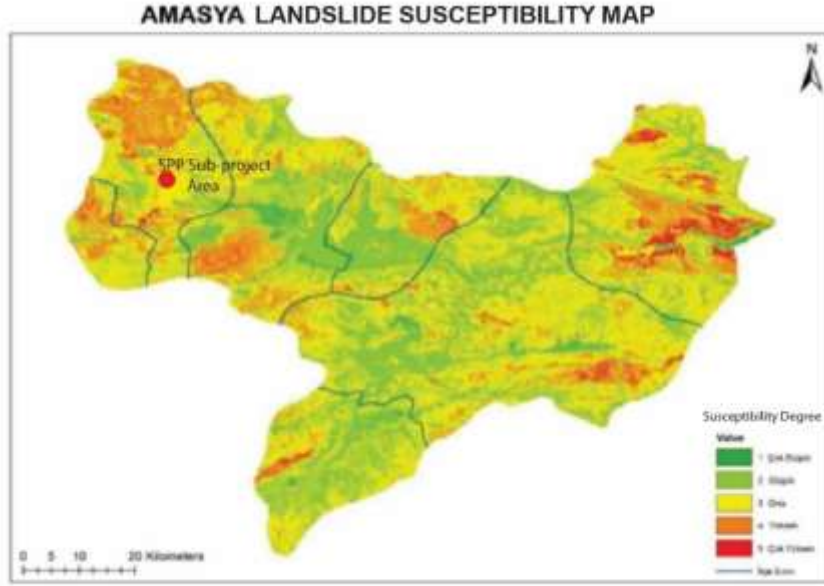 AMASYA LANDSLIDE SUSCEPTIBILITY MAP
N
SPP Sub-project
Area
Susceptibility Degree
Value
1 Çok Düşük
2 Düşük
3 Orta
4 Yüksek
5 Çok Yüksek
0 5 10 20 Kilometers